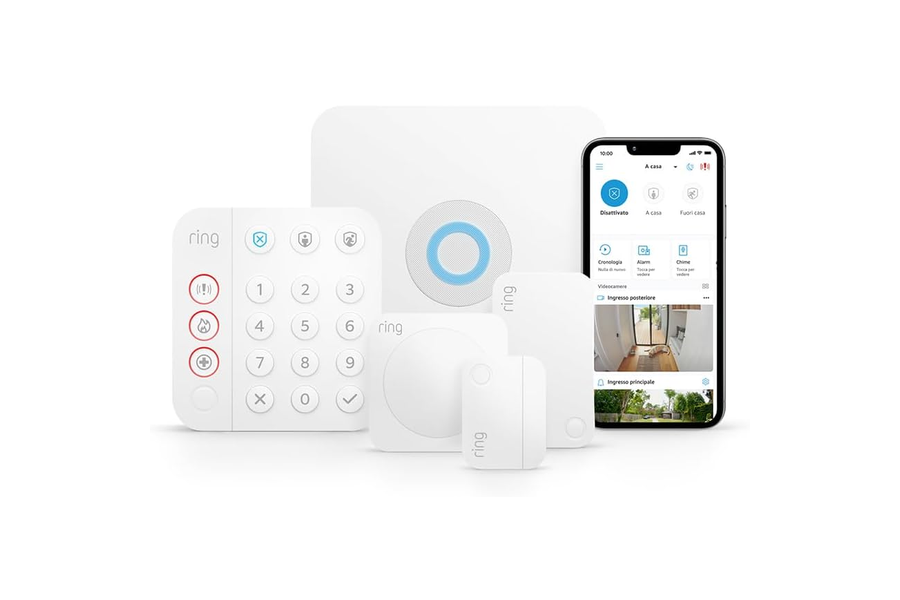 ring
1 2 3
4 5 6
7 8 9
0
ring
ring
ring
10:00
A casa
Disattivato
A casa
Fuori casa
Cronologia
Nulla di nuovo
Alarm
Tocca per
vedere
Chime
Tocca per
vedere
Videocamere
Ingresso posteriore
Ingresso principale